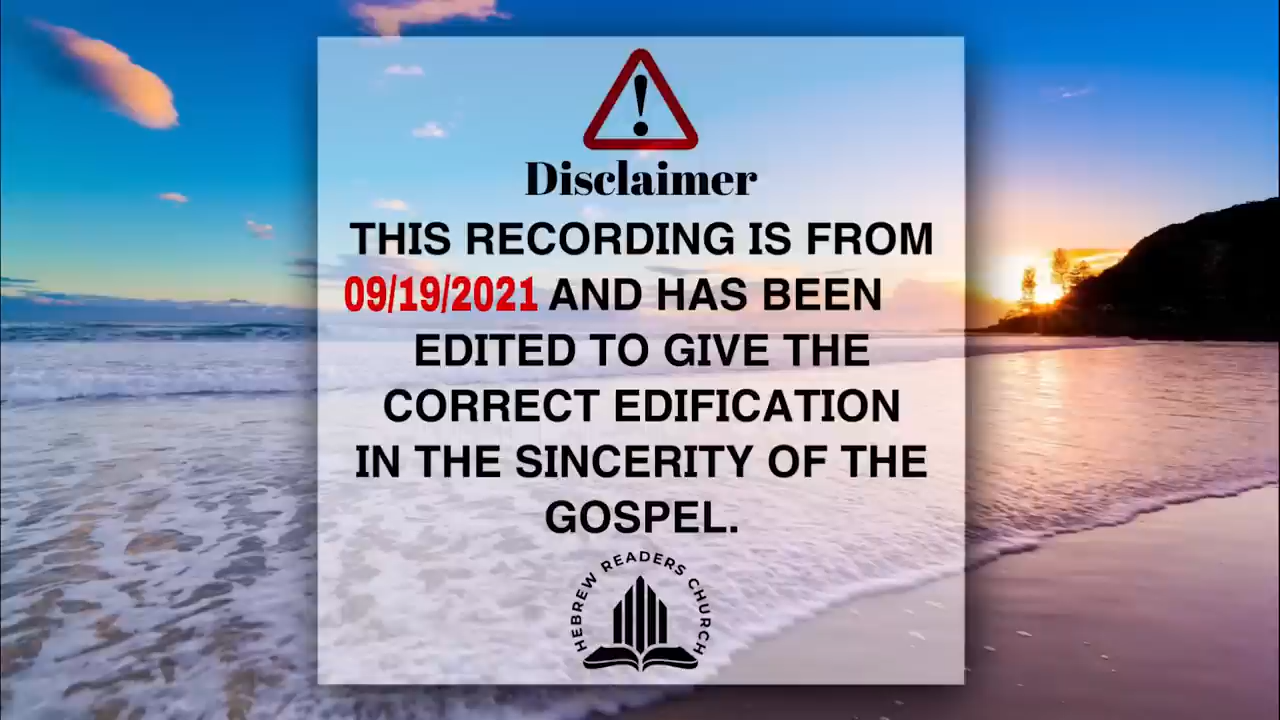 Disclaimer
THIS RECORDING IS FROM
09/19/2021 AND HAS BEEN
EDITED TO GIVE THE
CORRECT EDIFICATION
IN THE SINCERITY OF THE
GOSPEL.
HEBREW READERS CHURCH